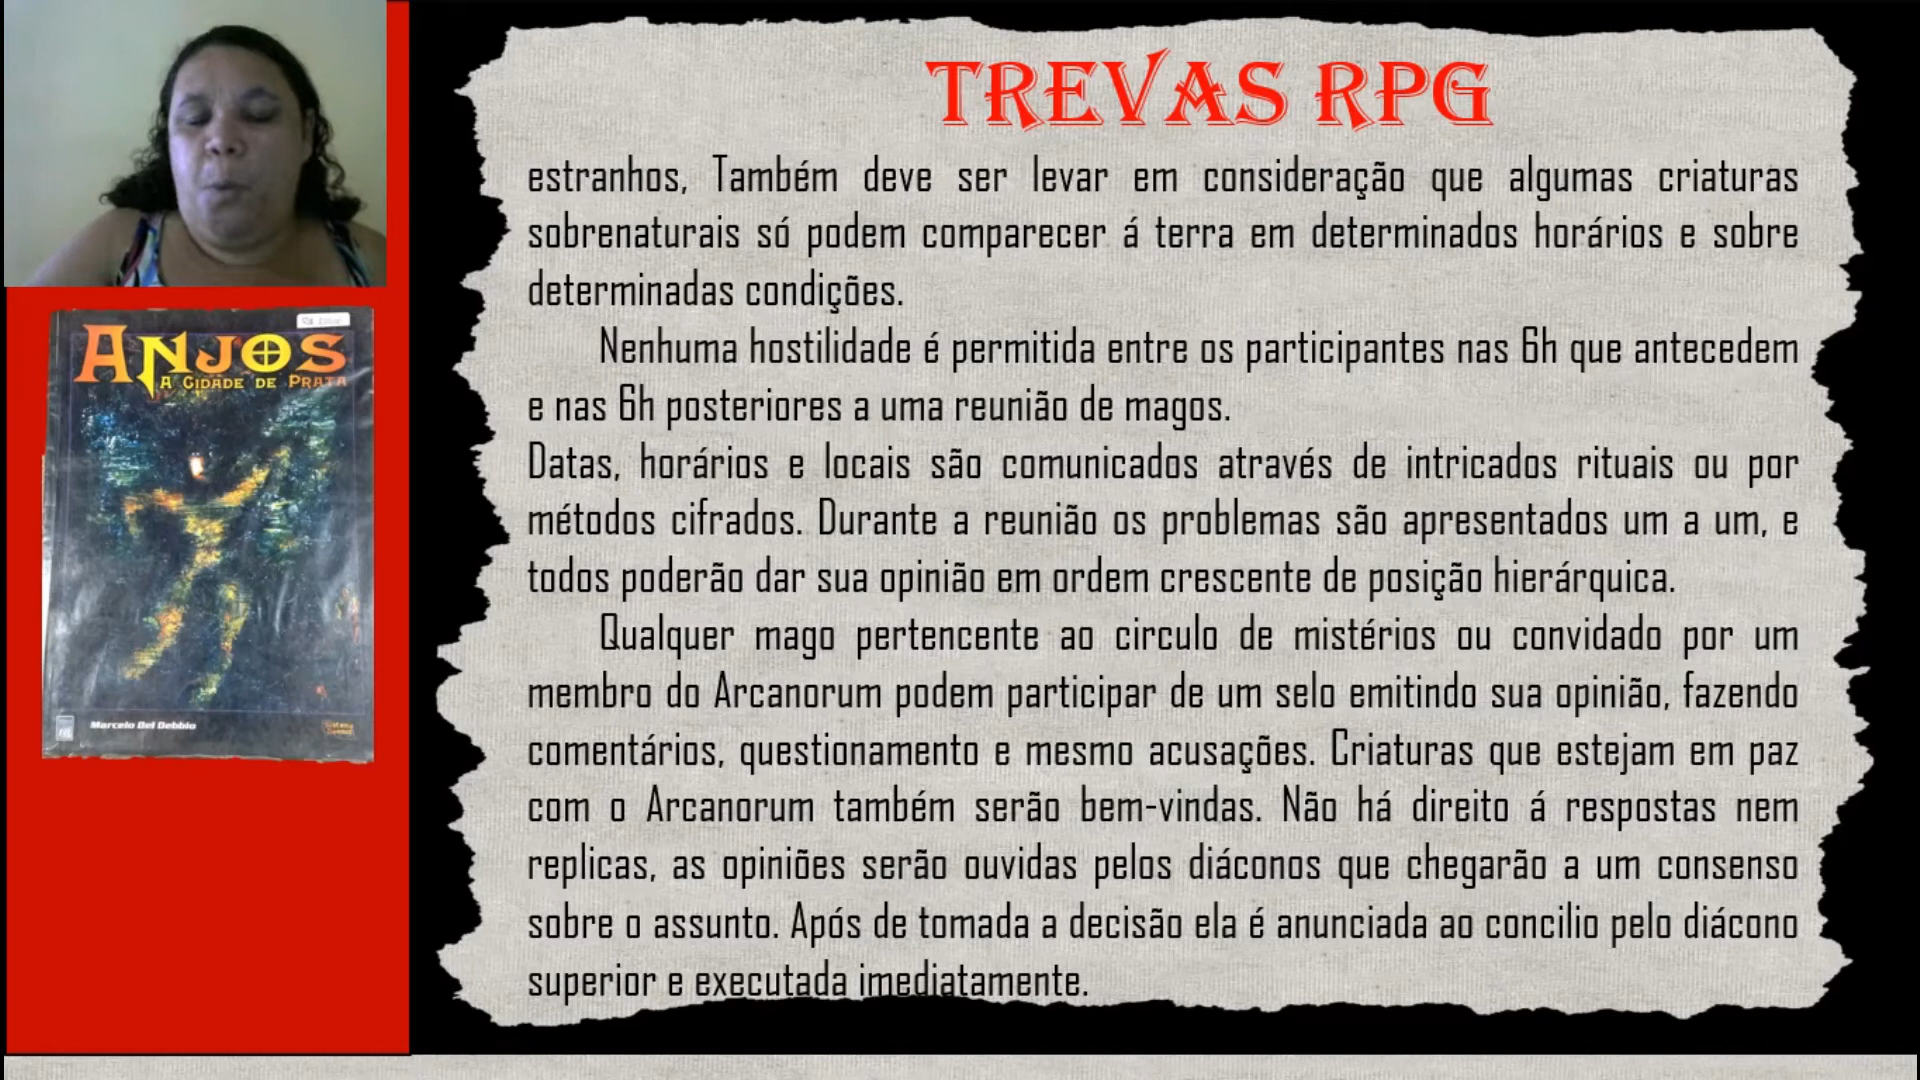 TREVAS RPG
estranhos, Também deve ser levar em consideração que algumas criaturas
sobrenaturais só podem comparecer á terra em determinados horários e sobre
determinadas condições.
Nenhuma hostilidade é permitida entre os participantes nas 6h que antecedem
e nas 6h posteriores a uma reunião de magos.
Datas, horários e locais são comunicados através de intricados rituais ou por
métodos cifrados. Durante a reunião os problemas são apresentados um a um, e
todos poderão dar sua opinião em ordem crescente de posição hierárquica.
Qualquer mago pertencente ao circulo de mistérios ou convidado por um
membro do Arcanorum podem participar de um selo emitindo sua opinião, fazendo
comentários, questionamento e mesmo acusações. Criaturas que estejam em paz
com o Arcanorum também serão bem-vindas. Não há direito á respostas nem
replicas, as opiniões serão ouvidas pelos diáconos que chegarão a um consenso
sobre o assunto. Após de tomada a decisão ela é anunciada ao concilio pelo diácono
superior e executada imediatamente.
ANJOS
A CIDADE DE PRATA
Marcelo Del Debbio